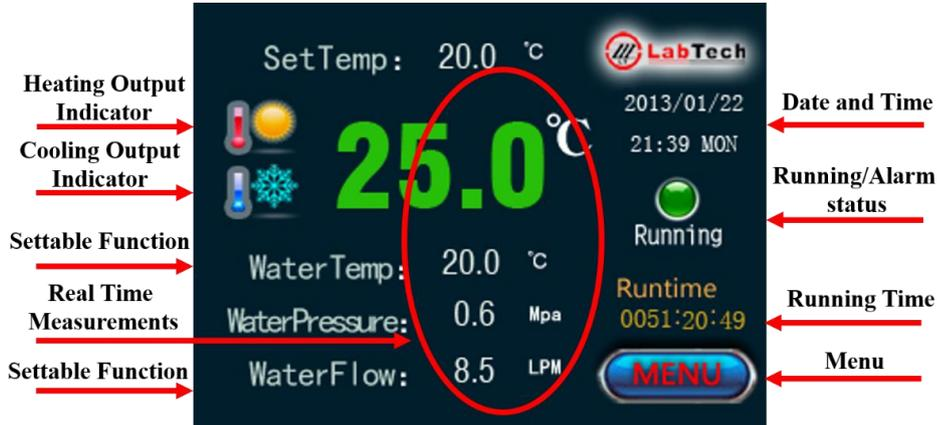 SetTemp: 20.0 ℃
LabTech
Heating Output
Indicator
2013/01/22
Date and Time
25.0 ℃
21:39 MON
Cooling Output
Indicator
Running/Alarm
status
Running
Settable Function
WaterTemp: 20.0 ℃
Real Time
Measurements
WaterPressure: 0.6 Mpa
Runtime
0051:20:49
Running Time
Settable Function
WaterFlow: 8.5 LPM
MENU
Menu